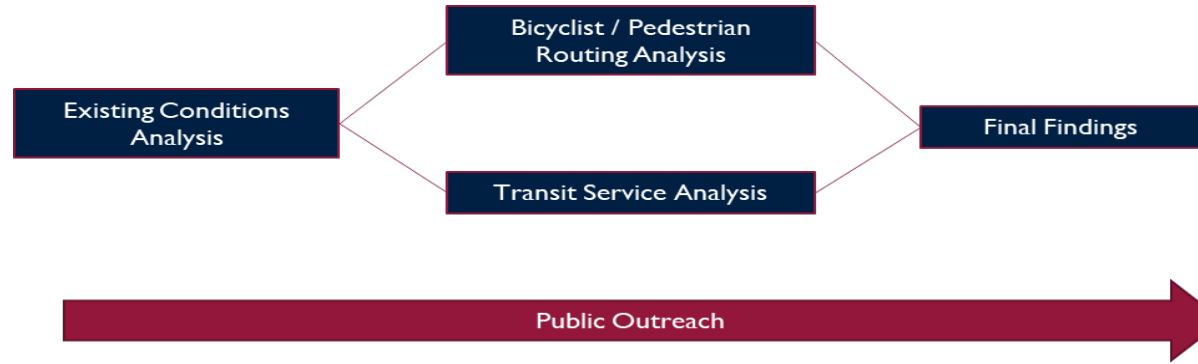 Bicyclist / Pedestrian
Routing Analysis
Existing Conditions
Analysis
Final Findings
Transit Service Analysis
Public Outreach